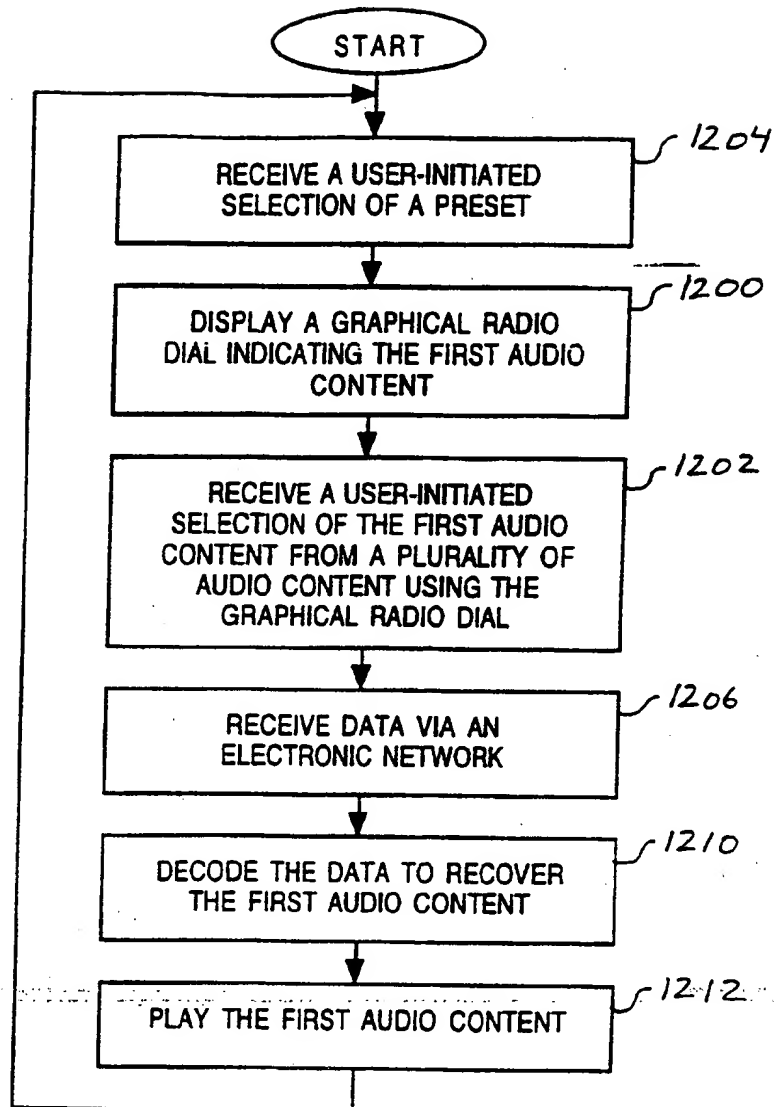 START
1204
RECEIVE A USER-INITIATED
SELECTION OF A PRESET
1200
DISPLAY A GRAPHICAL RADIO
DIAL INDICATING THE FIRST AUDIO
CONTENT
1202
RECEIVE A USER-INITIATED
SELECTION OF THE FIRST AUDIO
CONTENT FROM A PLURALITY OF
AUDIO CONTENT USING THE
GRAPHICAL RADIO DIAL
1206
RECEIVE DATA VIA AN
ELECTRONIC NETWORK
1210
DECODE THE DATA TO RECOVER
THE FIRST AUDIO CONTENT
1212
PLAY THE FIRST AUDIO CONTENT